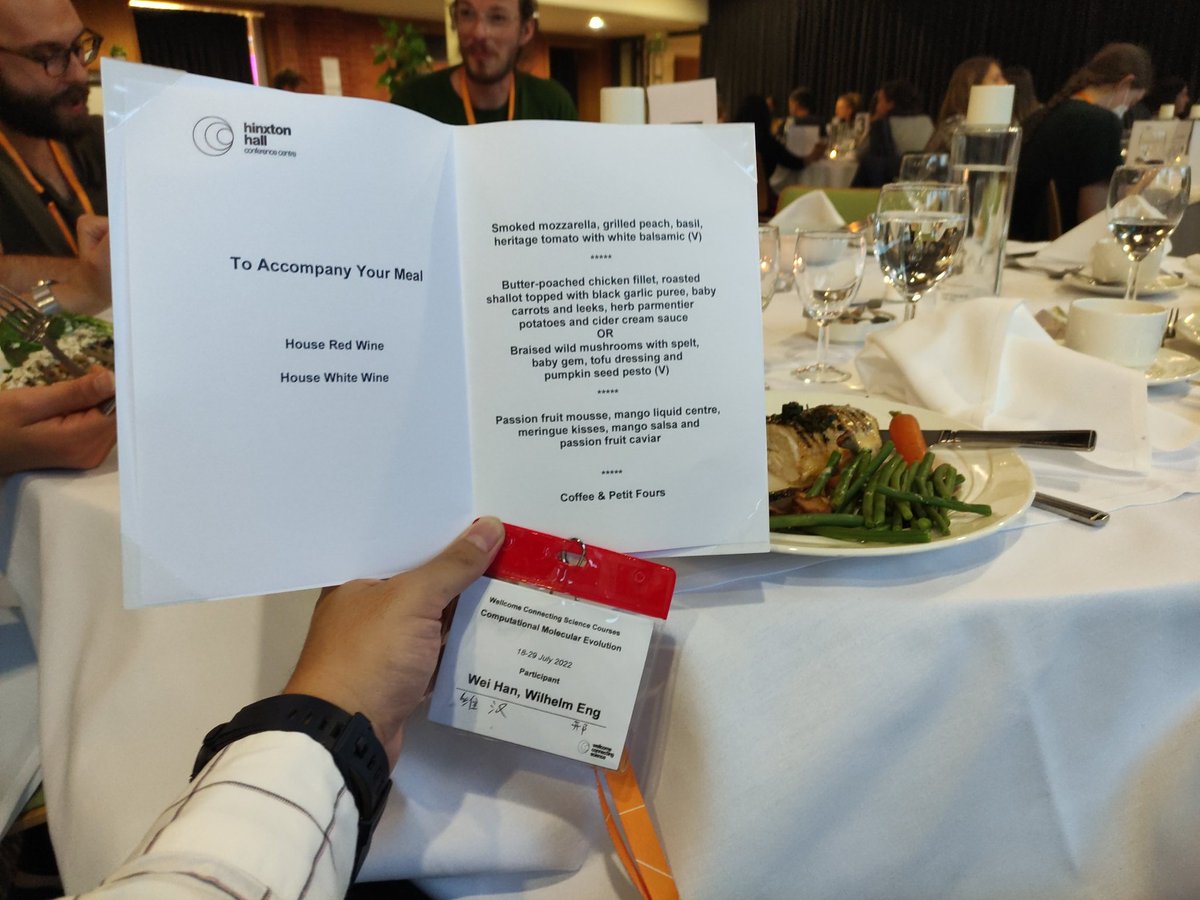 hinxton
hall
conference centre
To Accompany Your Meal
House Red Wine
House White Wine
Smoked mozzarella, grilled peach, basil,
heritage tomato with white balsamic (V)
*****
Butter-poached chicken fillet, roasted
shallot topped with black garlic puree, baby
carrots and leeks, herb parmentier
potatoes and cider cream sauce
OR
Braised wild mushrooms with spelt,
baby gem, tofu dressing and
pumpkin seed pesto (V)
*****
Passion fruit mousse, mango liquid centre,
meringue kisses, mango salsa and
passion fruit caviar
*****
Coffee & Petit Fours
Wellcome Connecting Science Courses
Computational Molecular Evolution
18-29 July 2022
Participant
Wei Han, Wilhelm Eng
维 汉
wellcome
connecting
science